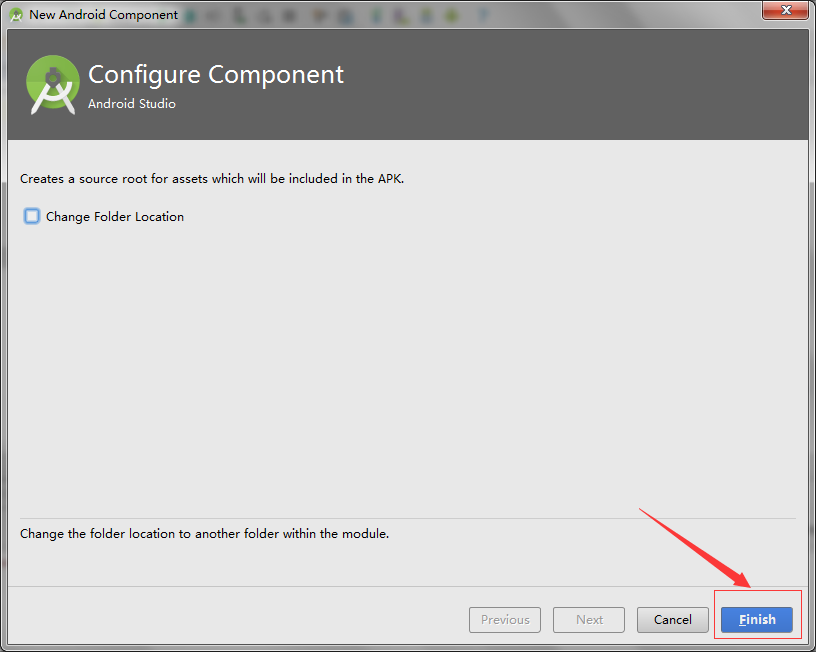 New Android Component
Configure Component
Android Studio
Creates a source root for assets which will be included in the APK.
Change Folder Location
Change the folder location to another folder within the module.
Previous
Next
Cancel
Finish